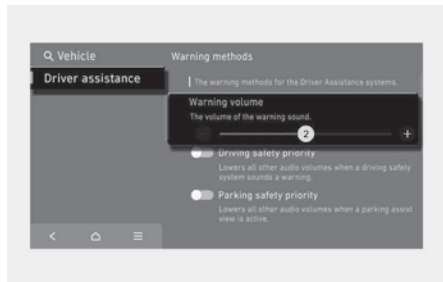 Vehicle
Warning methods
Driver assistance
The warning methods for the Driver Assistance systems.
Warning volume
The volume of the warning sound.
2
Driving safety priority
Lowers all other audio volumes when a driving safety
system sounds a warning.
Parking safety priority
Lowers all other audio volumes when a parking assist
view is active.